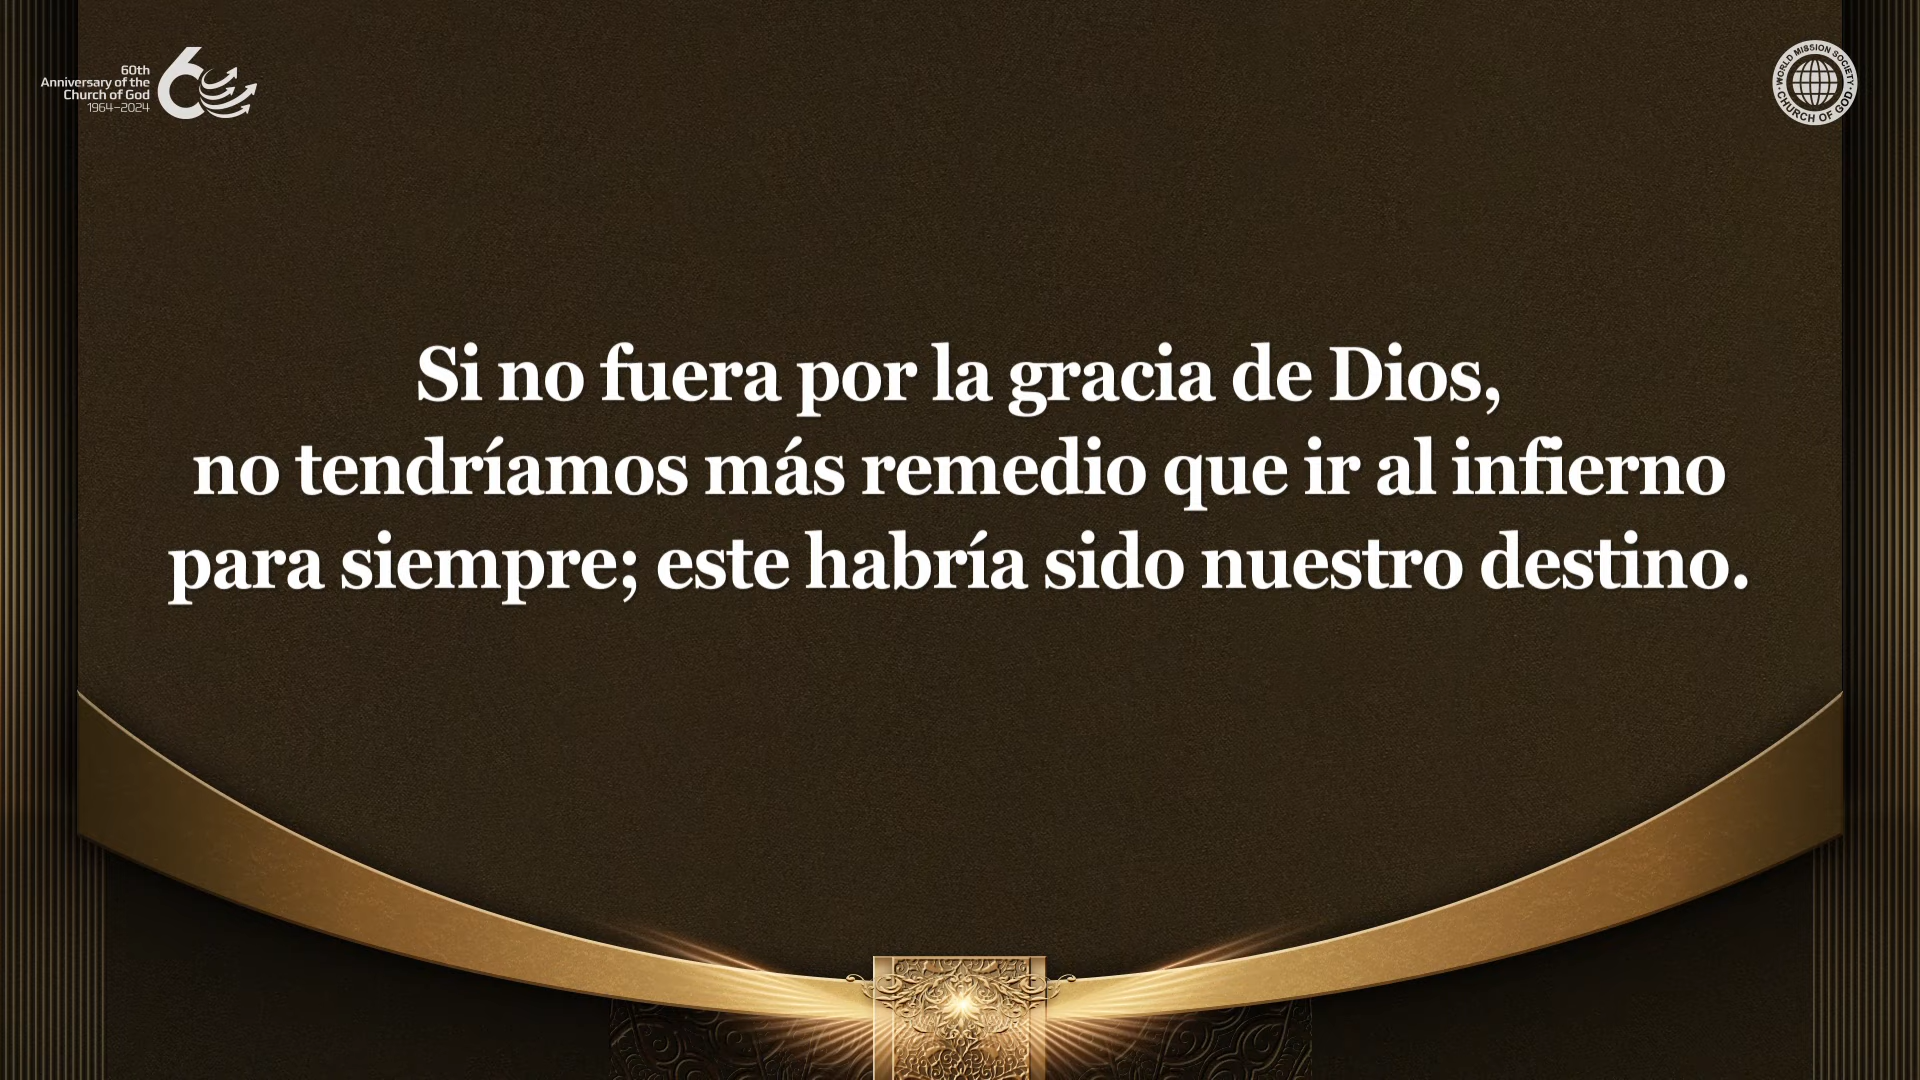 60th
Anniversary of the
Church of God
1964–2024
WORLD MISSION SOCIETY
CHURCH OF GOD
Si no fuera por la gracia de Dios,
no tendríamos más remedio que ir al infierno
para siempre; este habría sido nuestro destino.